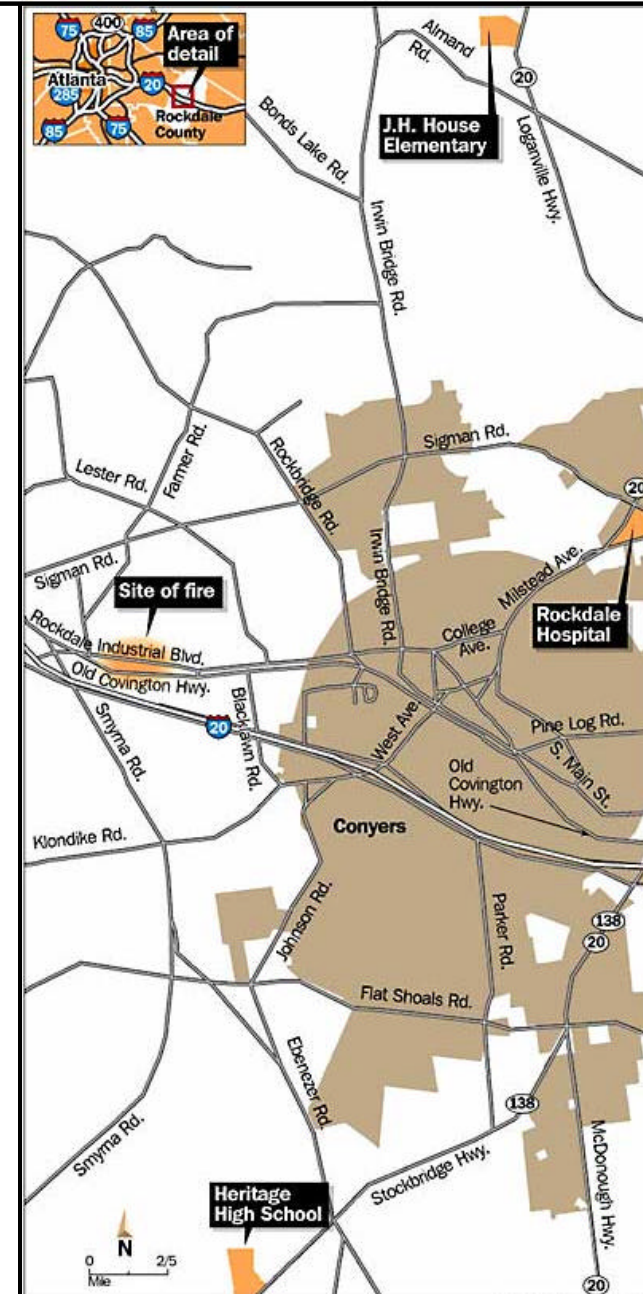 400
75
85
Area of
detail
Atlanta
285
20
85
75
Rockdale
County
Almand
Rd.
20
J.H. House
Elementary
Loganville Hwy.
Bonds Lake Rd.
Irwin Bridge Rd.
Sigman Rd.
Lester Rd.
Farmer Rd.
Rockbridge Rd.
20
Sigman Rd.
Site of fire
Irwin Bridge Rd.
Milstead Ave.
College
Ave.
Rockdale
Hospital
Rockdale Industrial Blvd.
Old Covington Hwy.
Smyrna Rd.
20
Blacklawn Rd.
West Ave.
Pine Log Rd.
S. Main St.
Old
Covington
Hwy.
Klondike Rd.
Conyers
Johnson Rd.
Parker Rd.
138
20
Flat Shoals Rd.
Ebenezer Rd.
138
Smyrna Rd.
Stockbridge Hwy.
McDonough Hwy.
Heritage
High School
N
0 2/5
Mile
20